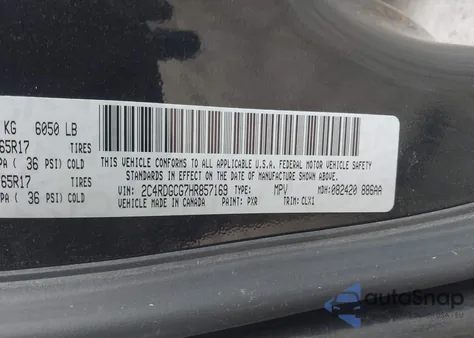 KG 6050 LB
65R17 TIRES
PA ( 36 PSI) COLD
65R17 TIRES
PA ( 36 PSI) COLD
THIS VEHICLE CONFORMS TO ALL APPLICABLE U.S.A. FEDERAL MOTOR VEHICLE SAFETY
STANDARDS IN EFFECT ON THE DATE OF MANUFACTURE SHOWN ABOVE.
VIN: 2C4RDGCG7HR857169 TYPE: MPV MDH: 082420 886AA
VEHICLE MADE IN CANADA PAINT: PXR TRIM: CLX1
autoSnap